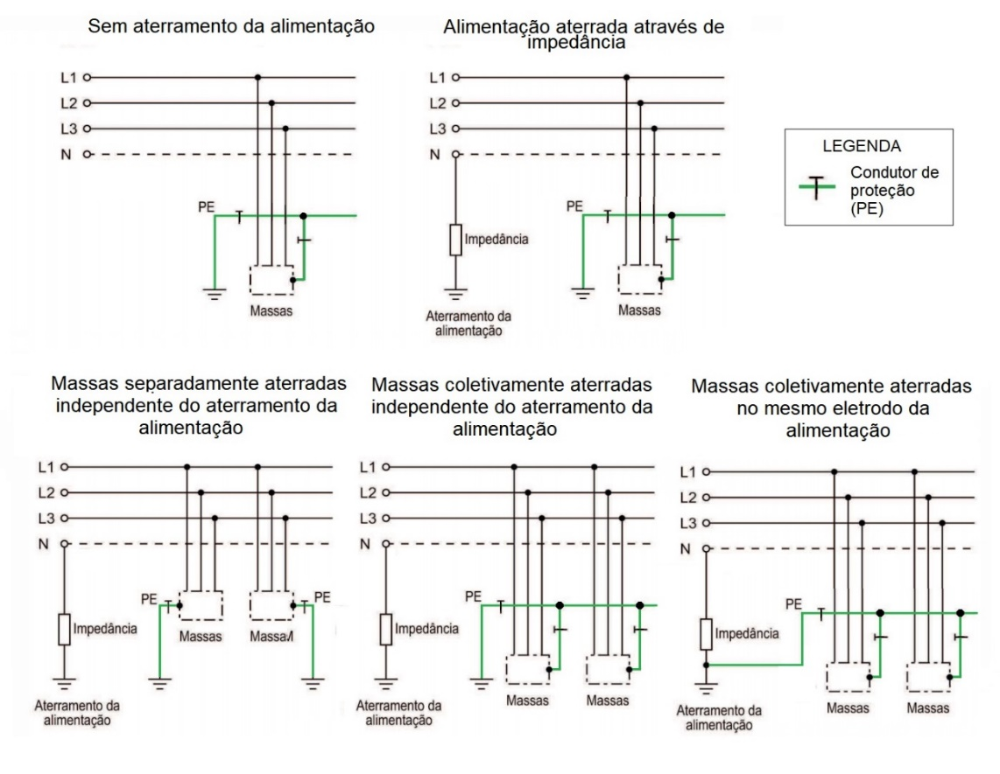 Sem aterramento da alimentação
L1
L2
L3
N
PE
Massas
Alimentação aterrada através de
impedância
L1
L2
L3
N
PE
Impedância
Massas
Aterramento da
alimentação
LEGENDA
Condutor de
proteção
(PE)
Massas separadamente aterradas
independente do aterramento da
alimentação
L1
L2
L3
N
PE
PE
Impedância
Massas
Massa
Aterramento da
alimentação
Massas coletivamente aterradas
independente do aterramento da
alimentação
L1
L2
L3
N
PE
Impedância
Massas
Massas
Aterramento da
alimentação
Massas coletivamente aterradas
no mesmo eletrodo da
alimentação
L1
L2
L3
N
PE
Impedância
Massas
Massas
Aterramento da
alimentação